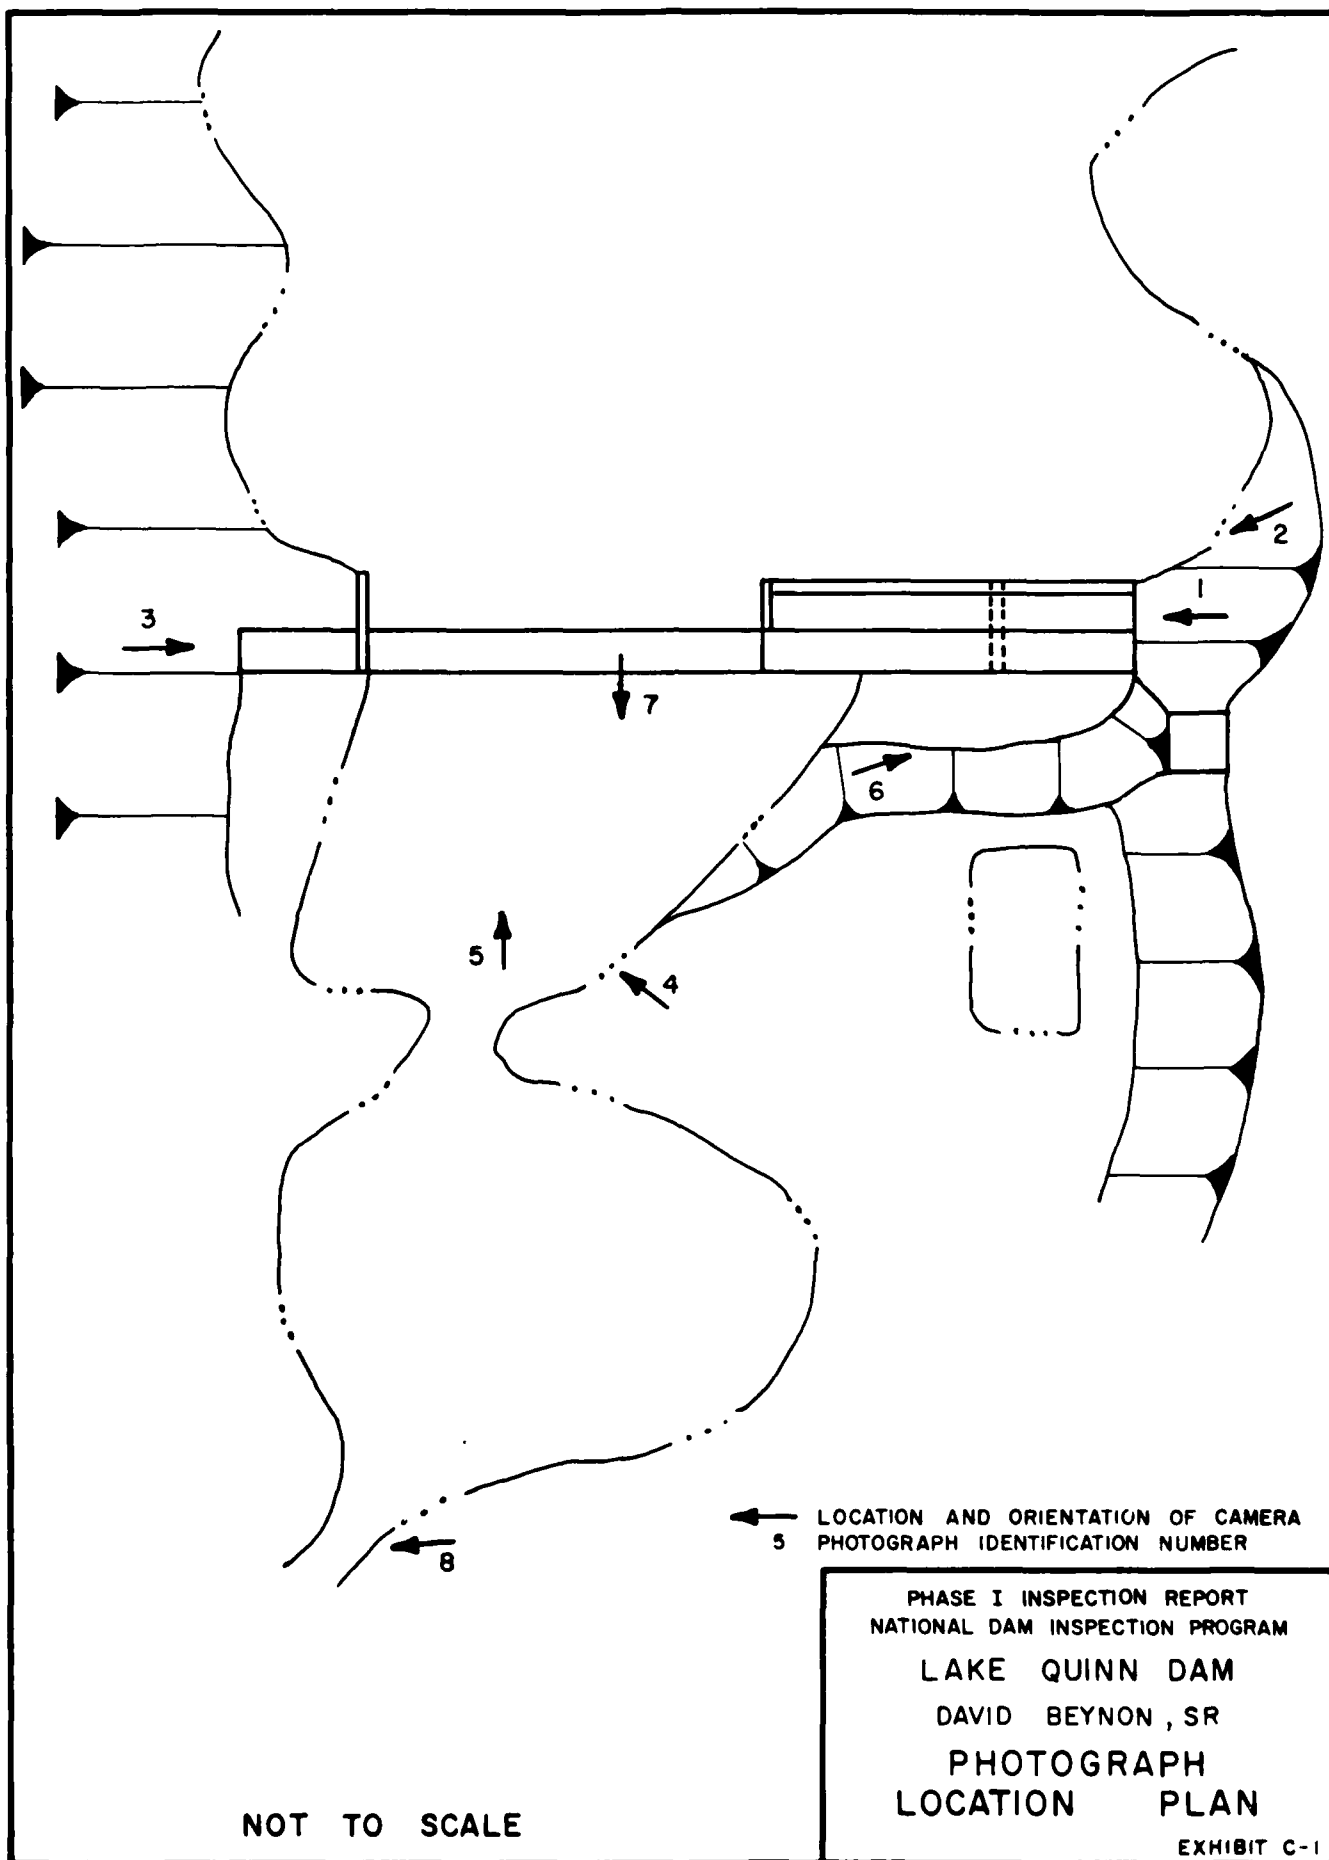 2
1
3
7
6
5
4
8
LOCATION AND ORIENTATION OF CAMERA
5 PHOTOGRAPH IDENTIFICATION NUMBER
PHASE I INSPECTION REPORT
NATIONAL DAM INSPECTION PROGRAM
LAKE QUINN DAM
DAVID BEYNON, SR
PHOTOGRAPH
LOCATION PLAN
NOT TO SCALE
EXHIBIT C-1